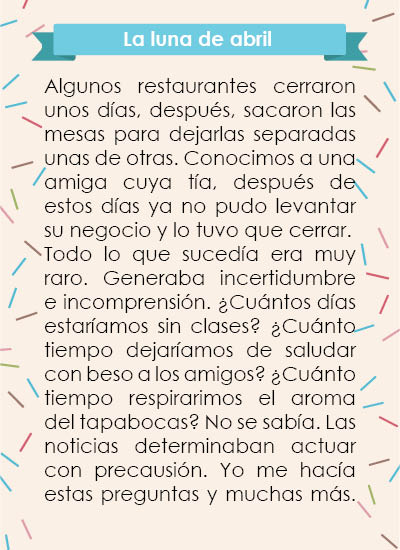 La luna de abril
Algunos restaurantes cerraron
unos días, después, sacaron las
mesas para dejarlas separadas
unas de otras. Conocimos a una
amiga cuya tía, después de
estos días ya no pudo levantar
su negocio y lo tuvo que cerrar.
Todo lo que sucedía era muy
raro. Generaba incertidumbre
e incomprensión. ¿Cuántos días
estaríamos sin clases? ¿Cuánto
tiempo dejaríamos de saludar
con beso a los amigos? ¿Cuánto
tiempo respirarimos el aroma
del tapabocas? No se sabía. Las
noticias determinaban actuar
con precausión. Yo me hacía
estas preguntas y muchas más.